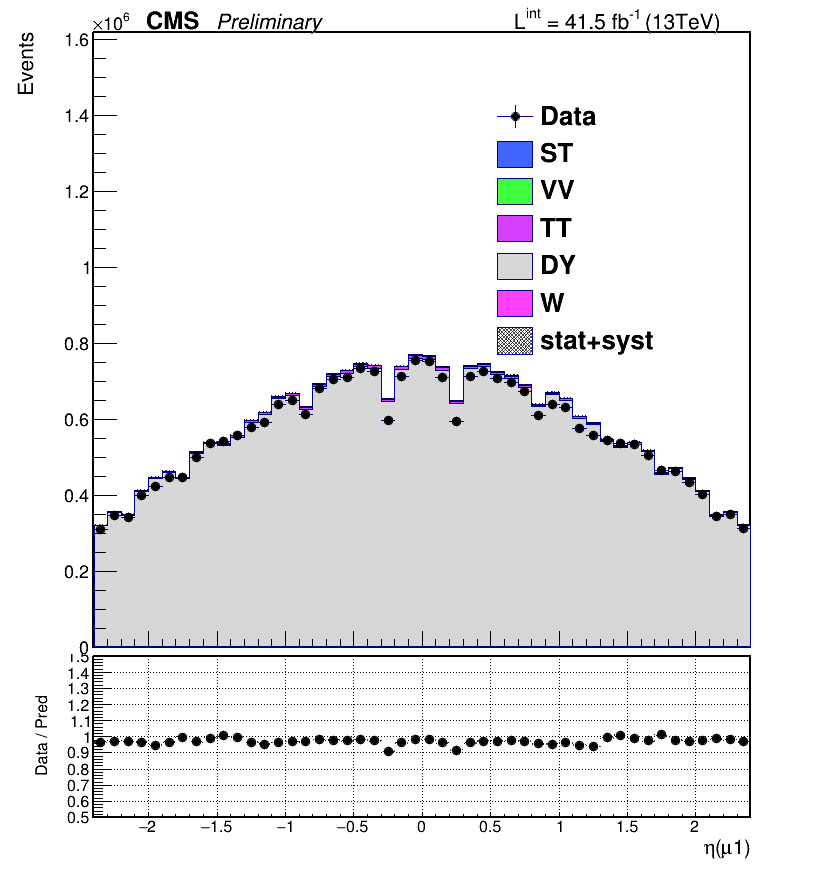 ×10⁶ CMS Preliminary Lⁱⁿᵗ = 41.5 fb⁻¹ (13TeV)
Events
1.6
1.4
1.2
1
0.8
0.6
0.4
0.2
0
Data
ST
VV
TT
DY
W
stat+syst
Data / Pred
1.5
1.4
1.3
1.2
1.1
1
0.9
0.8
0.7
0.6
0.5
−2 −1.5 −1 −0.5 0 0.5 1 1.5 2
η(μ1)